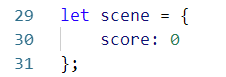 29 let scene = {
30     score: 0
31 };